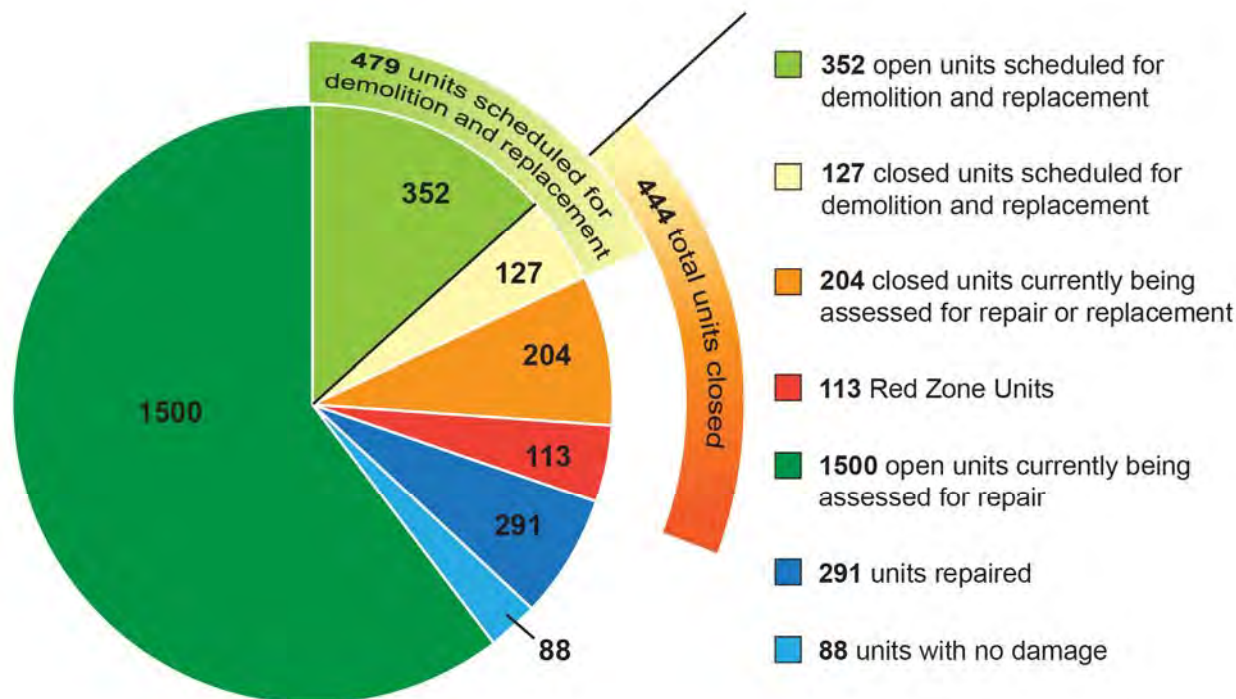 479 units scheduled for
demolition and replacement
444 total units closed
352
127
204
113
291
88
1500
352 open units scheduled for
demolition and replacement
127 closed units scheduled for
demolition and replacement
204 closed units currently being
assessed for repair or replacement
113 Red Zone Units
1500 open units currently being
assessed for repair
291 units repaired
88 units with no damage